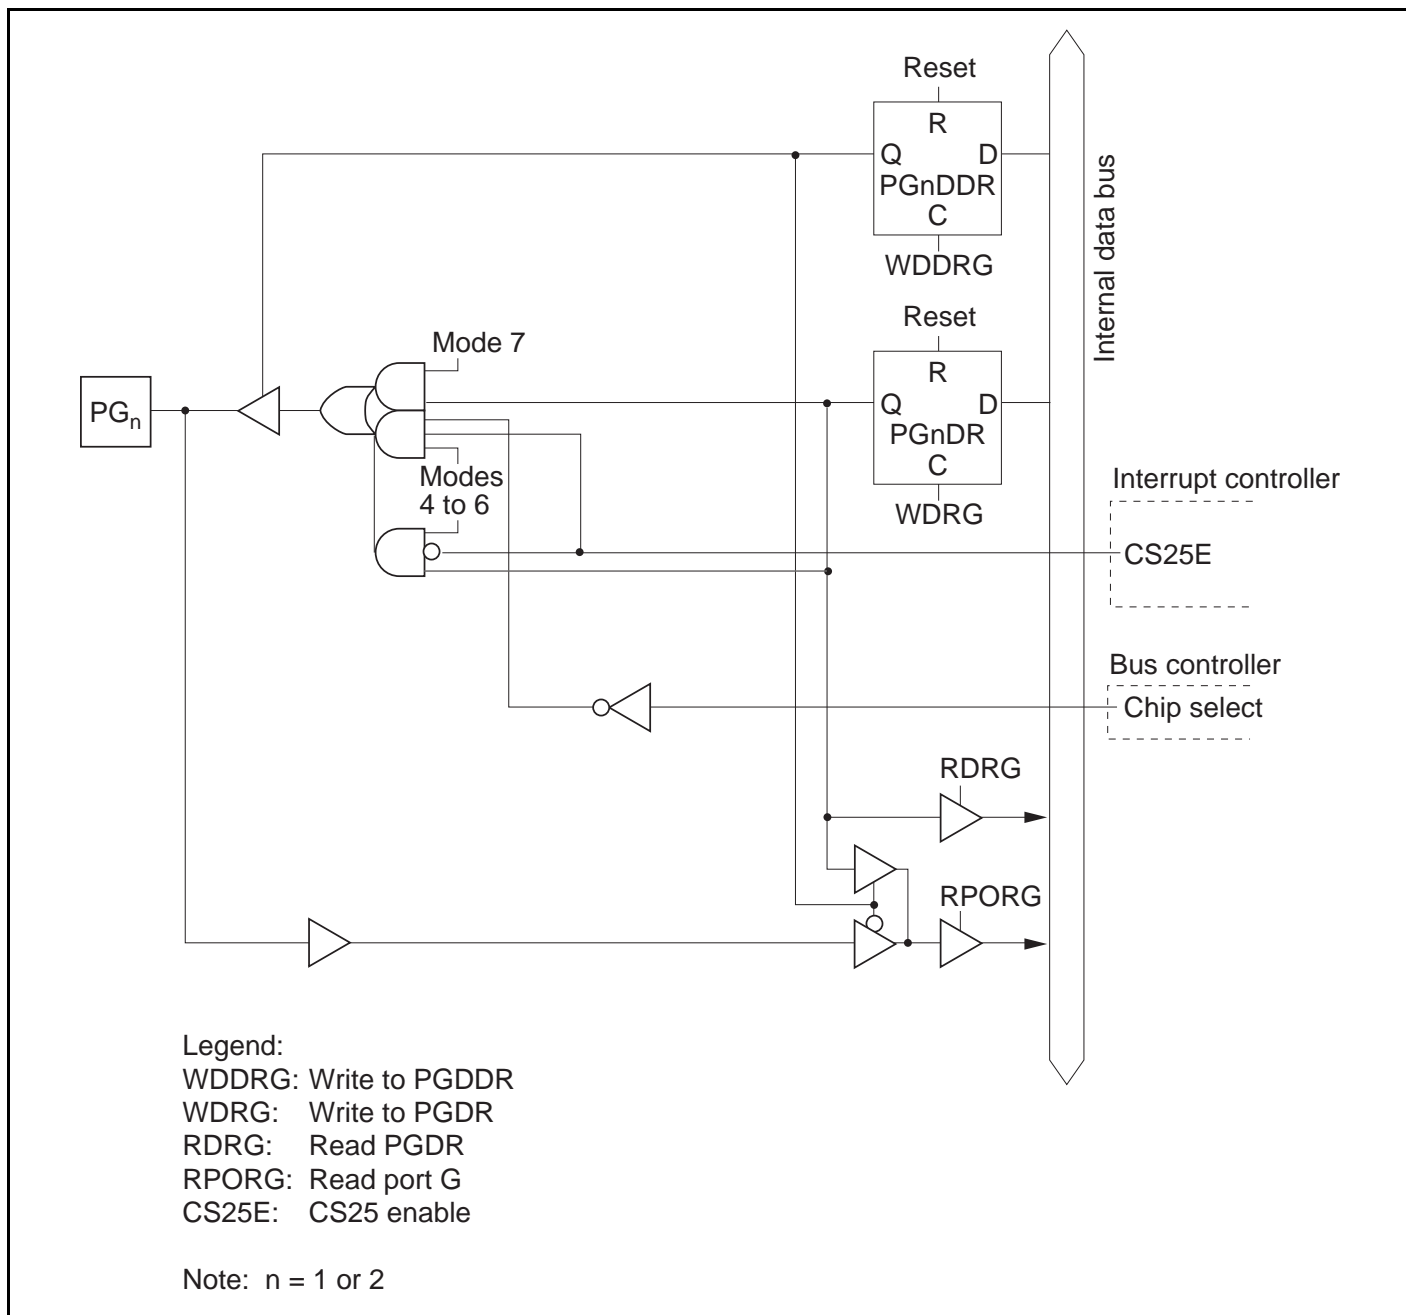 Reset
R
Q D
PGnDDR
C
WDDRG
Internal data bus
Reset
R
Q D
PGnDR
C
WDRG
Mode 7
PGn
Modes
4 to 6
Interrupt controller
CS25E
Bus controller
Chip select
RDRG
RPORG
Legend:
WDDRG: Write to PGDDR
WDRG: Write to PGDR
RDRG: Read PGDR
RPORG: Read port G
CS25E: CS25 enable
Note: n = 1 or 2